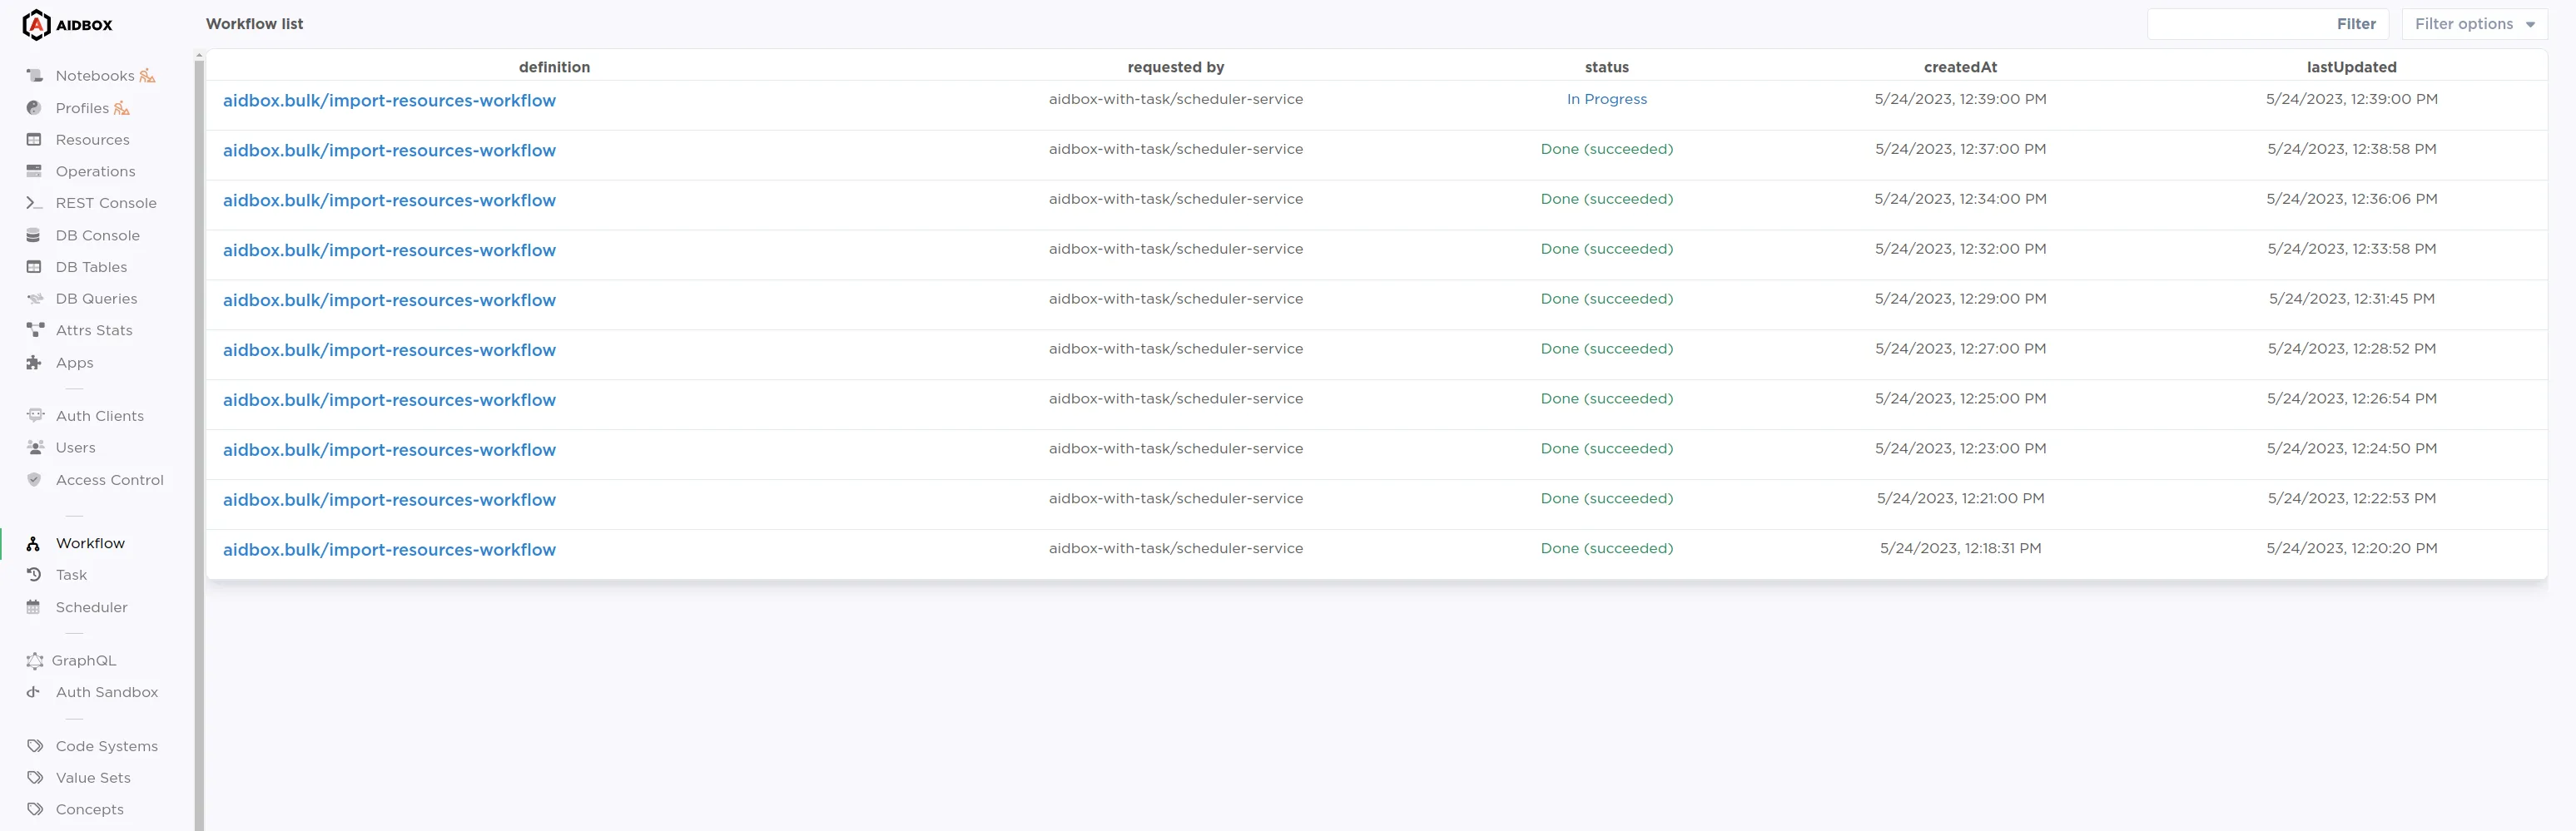 AIDBOX
Workflow list
Filter
Filter options
Notebooks
Profiles
Resources
Operations
REST Console
DB Console
DB Tables
DB Queries
Attrs Stats
Apps
Auth Clients
Users
Access Control
Workflow
Task
Scheduler
GraphQL
Auth Sandbox
Code Systems
Value Sets
Concepts
definition requested by status createdAt lastUpdated
aidbox.bulk/import-resources-workflow aidbox-with-task/scheduler-service In Progress 5/24/2023, 12:39:00 PM 5/24/2023, 12:39:00 PM
aidbox.bulk/import-resources-workflow aidbox-with-task/scheduler-service Done (succeeded) 5/24/2023, 12:37:00 PM 5/24/2023, 12:38:58 PM
aidbox.bulk/import-resources-workflow aidbox-with-task/scheduler-service Done (succeeded) 5/24/2023, 12:34:00 PM 5/24/2023, 12:36:06 PM
aidbox.bulk/import-resources-workflow aidbox-with-task/scheduler-service Done (succeeded) 5/24/2023, 12:32:00 PM 5/24/2023, 12:33:58 PM
aidbox.bulk/import-resources-workflow aidbox-with-task/scheduler-service Done (succeeded) 5/24/2023, 12:29:00 PM 5/24/2023, 12:31:45 PM
aidbox.bulk/import-resources-workflow aidbox-with-task/scheduler-service Done (succeeded) 5/24/2023, 12:27:00 PM 5/24/2023, 12:28:52 PM
aidbox.bulk/import-resources-workflow aidbox-with-task/scheduler-service Done (succeeded) 5/24/2023, 12:25:00 PM 5/24/2023, 12:26:54 PM
aidbox.bulk/import-resources-workflow aidbox-with-task/scheduler-service Done (succeeded) 5/24/2023, 12:23:00 PM 5/24/2023, 12:24:50 PM
aidbox.bulk/import-resources-workflow aidbox-with-task/scheduler-service Done (succeeded) 5/24/2023, 12:21:00 PM 5/24/2023, 12:22:53 PM
aidbox.bulk/import-resources-workflow aidbox-with-task/scheduler-service Done (succeeded) 5/24/2023, 12:18:31 PM 5/24/2023, 12:20:20 PM